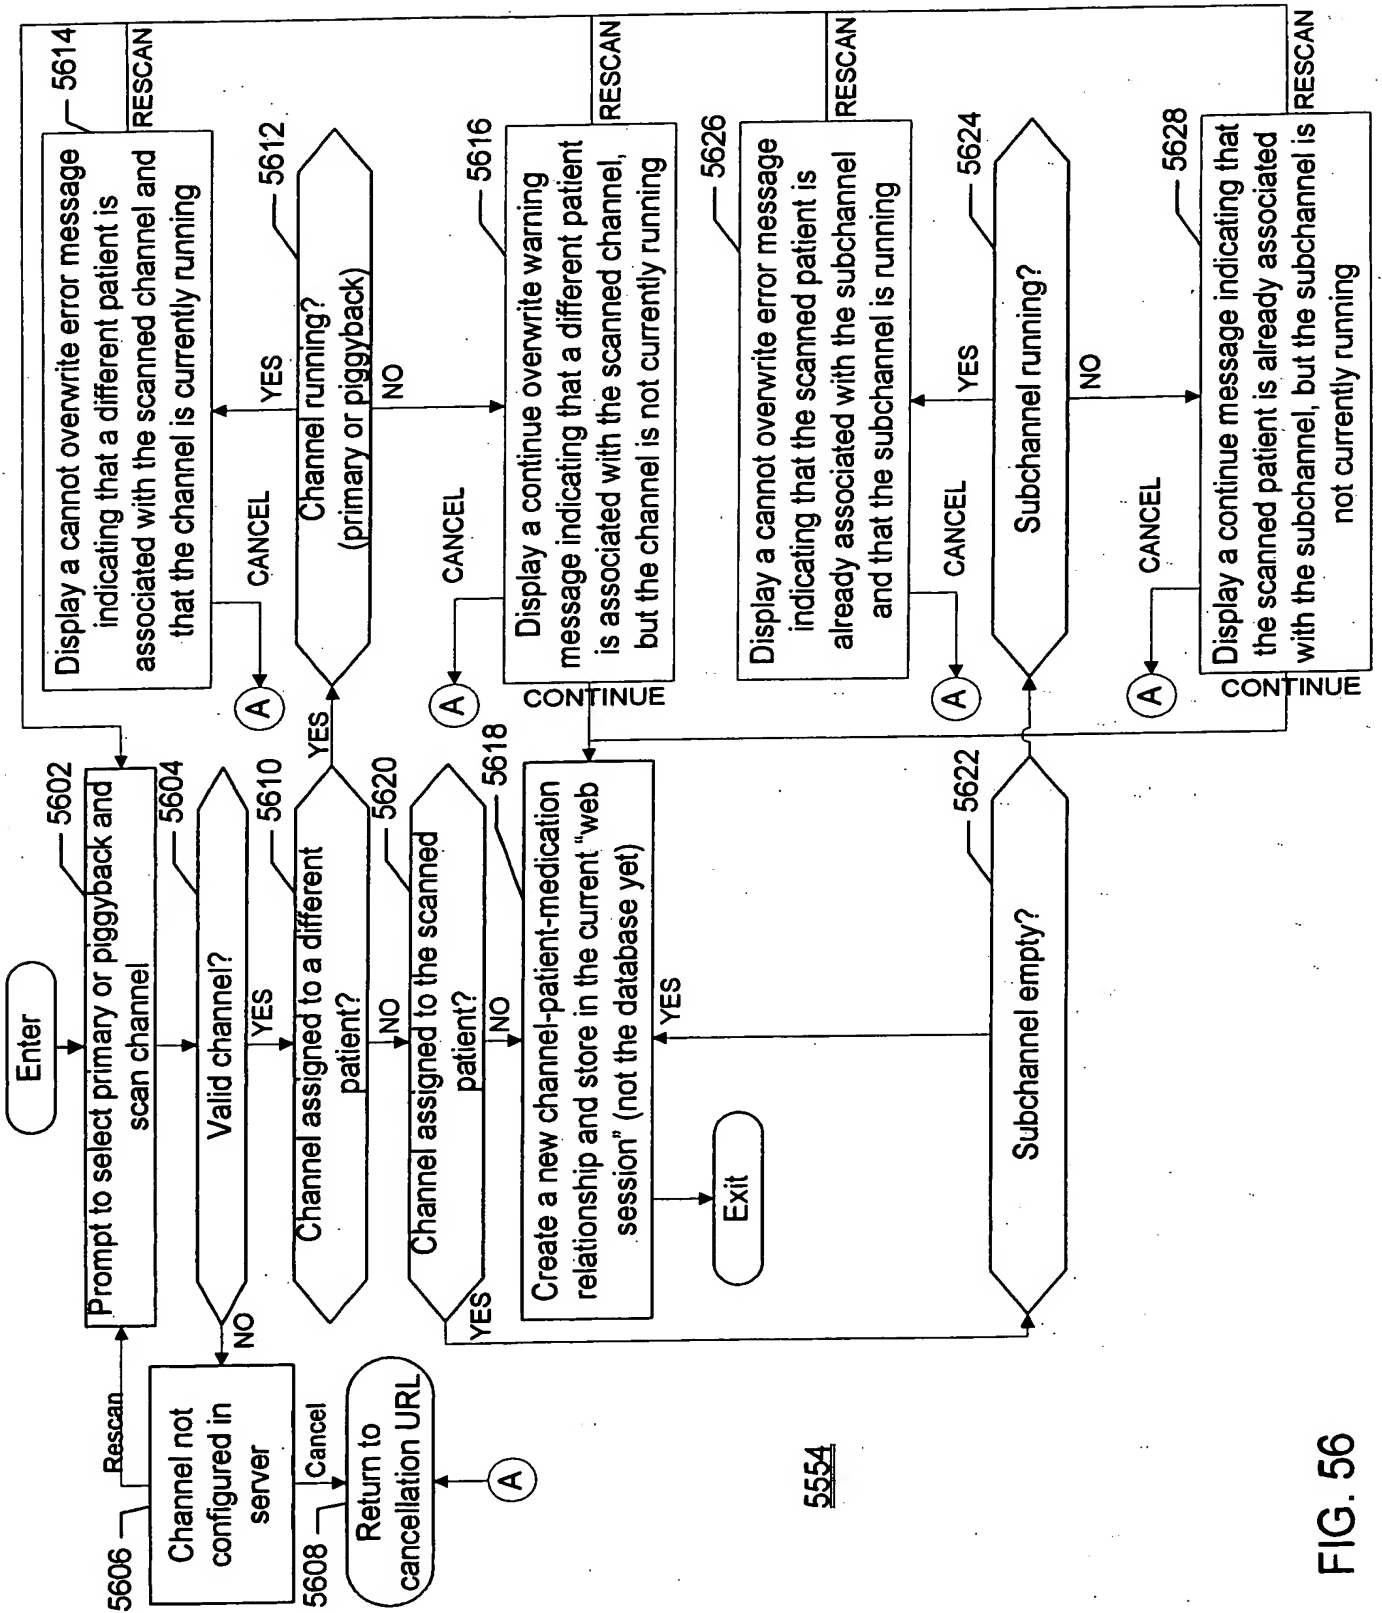 Enter
5602
Prompt to select primary or piggyback and
scan channel
5604
Valid channel?
YES
NO
Rescan
5606
Channel not
configured in
server
Cancel
5608
Return to
cancellation URL
A
5610
Channel assigned to a different
patient?
YES
NO
5620
Channel assigned to the scanned
patient?
NO
YES
5618
Create a new channel-patient-medication
relationship and store in the current “web
session” (not the database yet)
YES
Exit
5622
Subchannel empty?
5614
Display a cannot overwrite error message
indicating that a different patient is
associated with the scanned channel and
that the channel is currently running
RESCAN
CANCEL
A
YES
5612
Channel running?
(primary or piggyback)
NO
5616
CANCEL
A
Display a continue overwrite warning
message indicating that a different patient
is associated with the scanned channel,
but the channel is not currently running
RESCAN
CONTINUE
5626
Display a cannot overwrite error message
indicating that the scanned patient is
already associated with the subchannel
and that the subchannel is running
RESCAN
CANCEL
A
YES
5624
Subchannel running?
NO
5628
CANCEL
A
Display a continue message indicating that
the scanned patient is already associated
with the subchannel, but the subchannel is
not currently running
RESCAN
CONTINUE
5554
FIG. 56